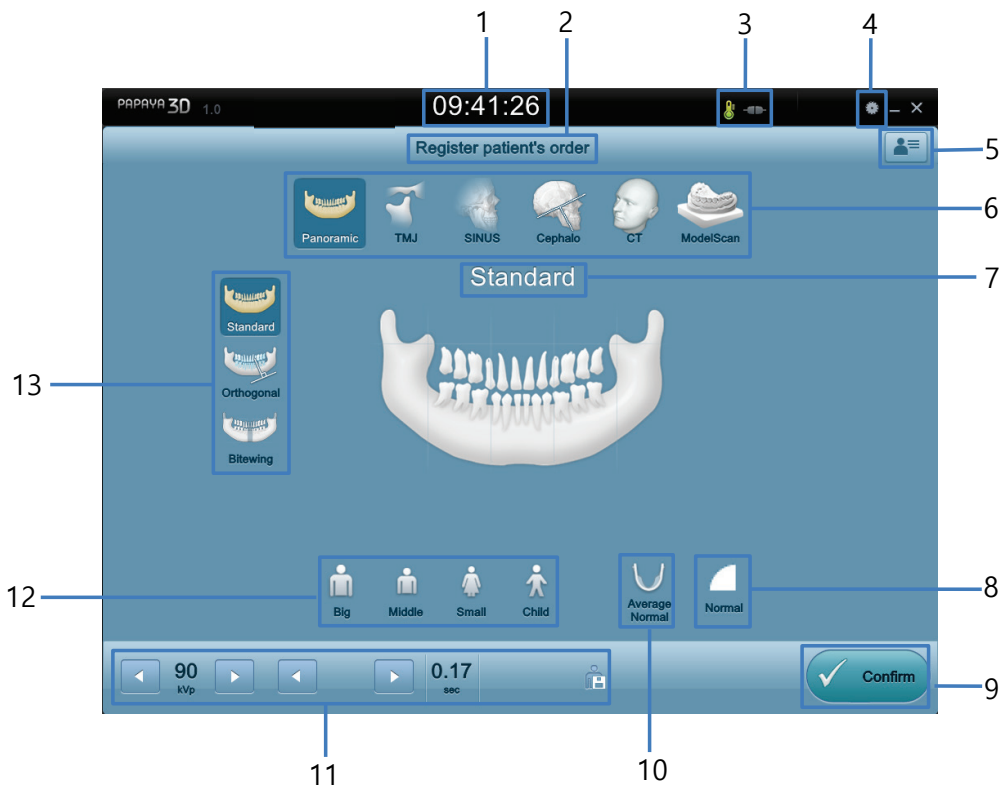 1
2
3
4
PAPAYA 3D 1.0
09:41:26
Register patient's order
5
Panoramic
TMJ
SINUS
Cephalo
CT
ModelScan
6
Standard
7
Standard
Orthogonal
Bitewing
13
12
Big
Middle
Small
Child
Average
Normal
Normal
8
90
kVp
0.17
sec
Confirm
9
11
10